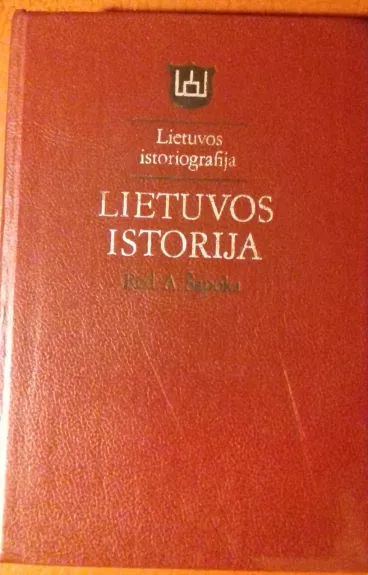 Lietuvos
istoriografija
LIETUVOS
ISTORIJA
Red. A. Šapoka